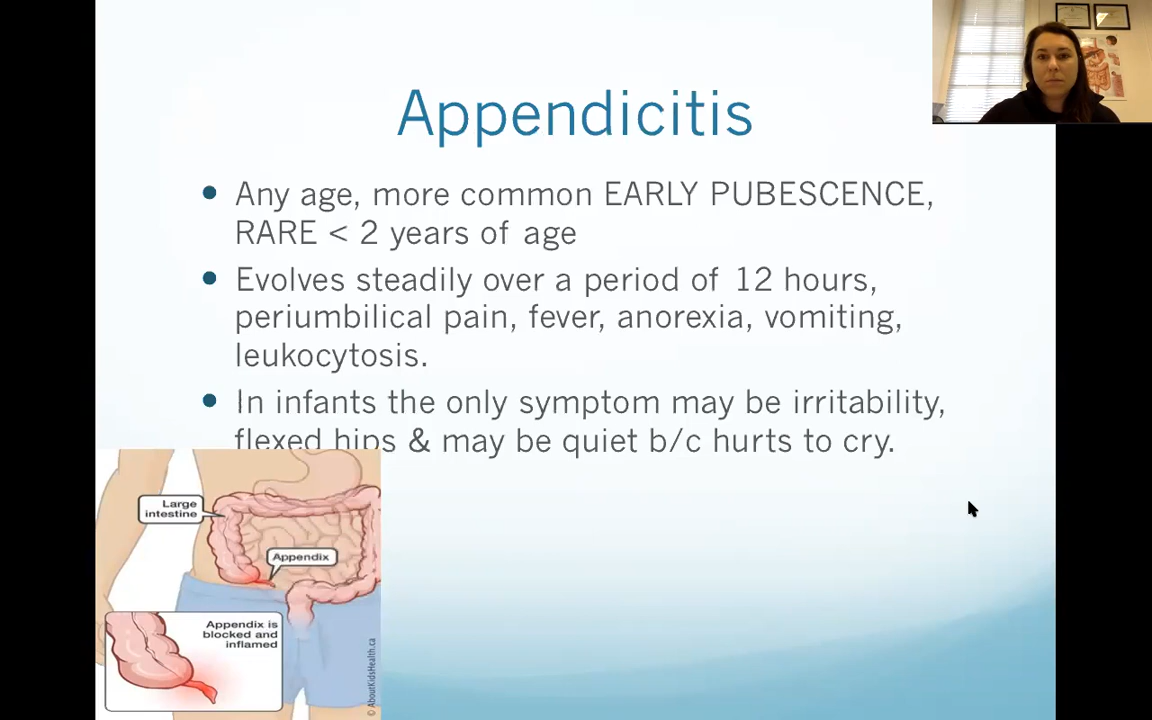 Appendicitis
• Any age, more common EARLY PUBESCENCE,
RARE < 2 years of age
• Evolves steadily over a period of 12 hours,
periumbilical pain, fever, anorexia, vomiting,
leukocytosis.
• In infants the only symptom may be irritability,
flexed hips & may be quiet b/c hurts to cry.
Large
intestine
Appendix
Appendix is
blocked and
inflamed
© AboutKidsHealth.ca